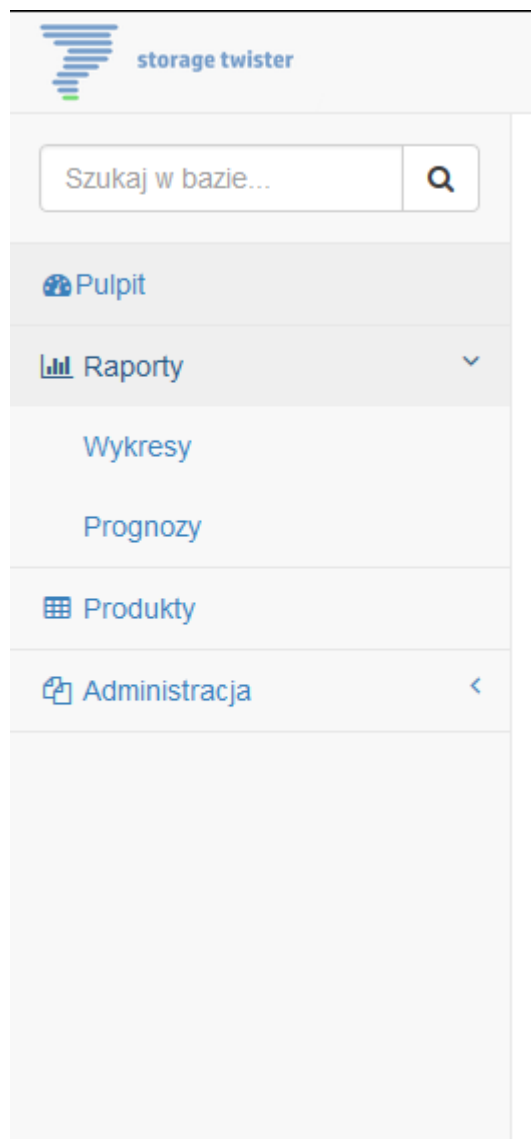 storage twister
Szukaj w bazie...
Pulpit
Raporty
Wykresy
Prognozy
Produkty
Administracja